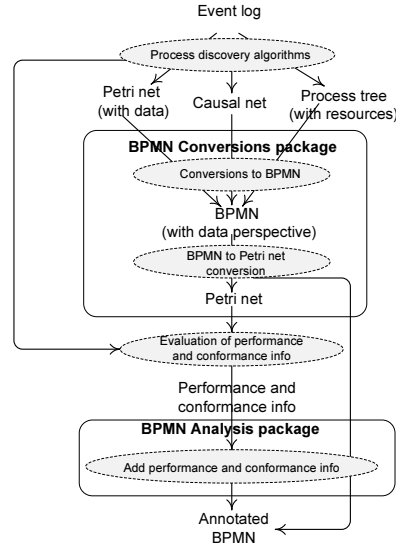 Event log
Process discovery algorithms
Petri net
(with data)
Causal net
Process tree
(with resources)
BPMN Conversions package
Conversions to BPMN
BPMN
(with data perspective)
BPMN to Petri net
conversion
Petri net
Evaluation of performance
and conformance info
Performance and
conformance info
BPMN Analysis package
Add performance and conformance info
Annotated
BPMN